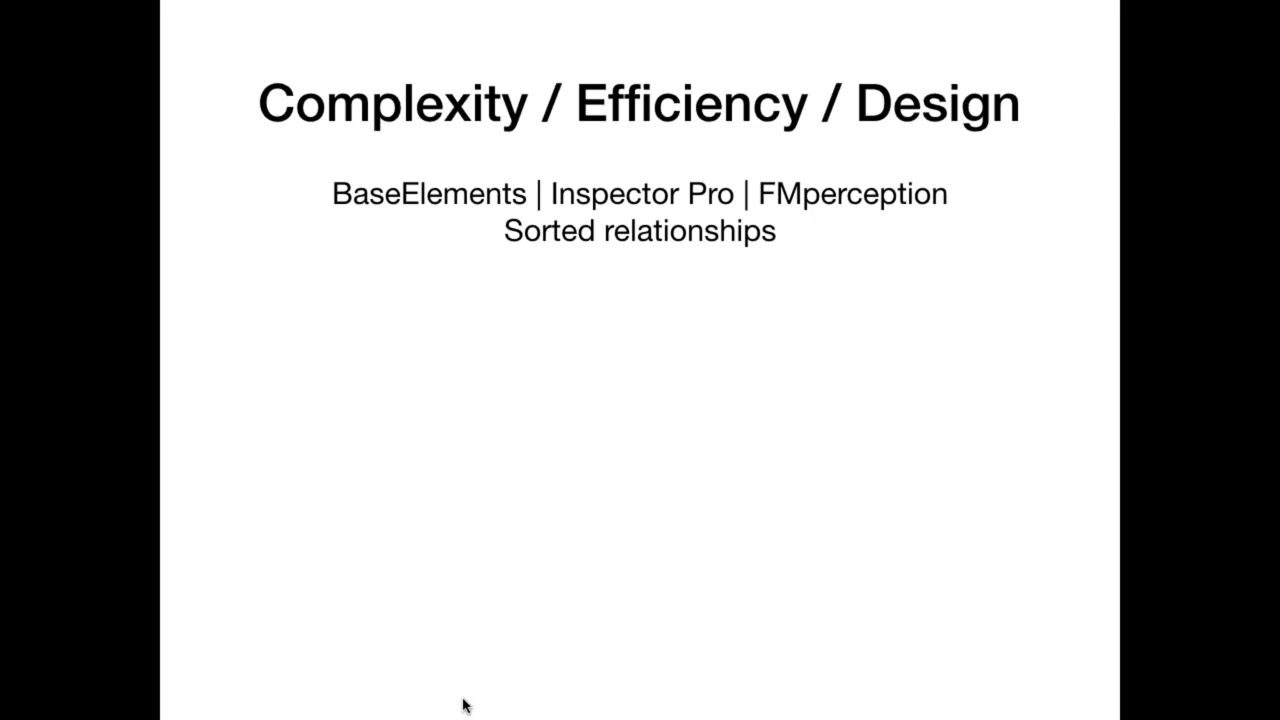 Complexity / Efficiency / Design
BaseElements | Inspector Pro | FMperception
Sorted relationships